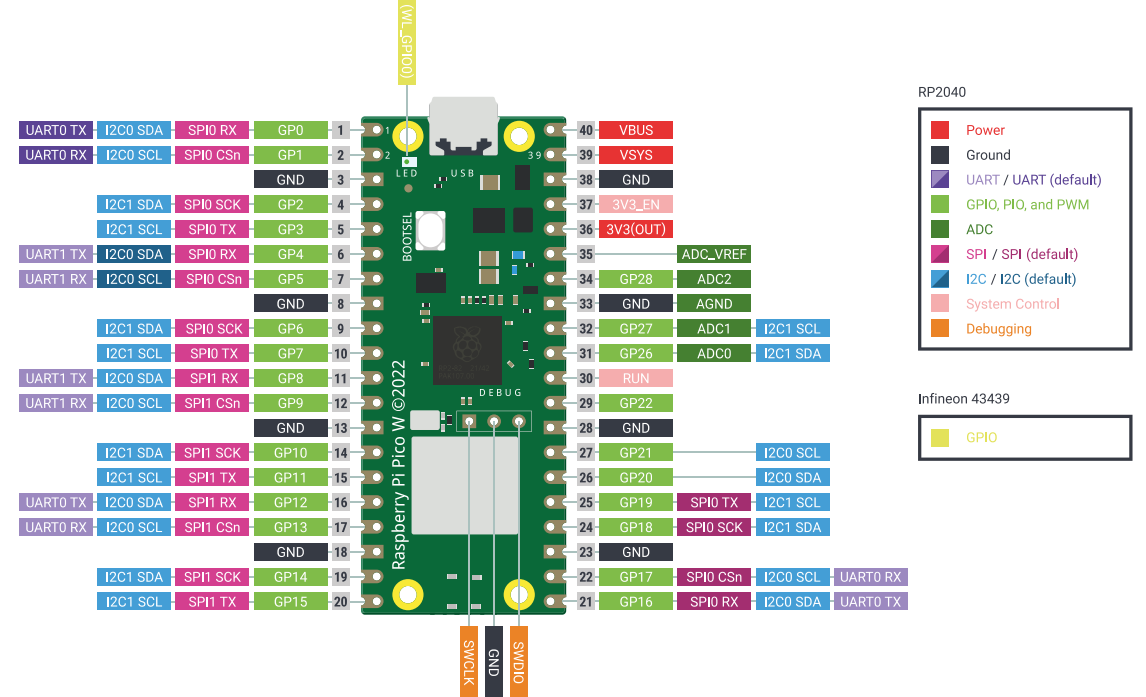 (WL_GPIO0)
UART0 TX I2C0 SDA SPI0 RX GP0 1 1 40 VBUS
UART0 RX I2C0 SCL SPI0 CSn GP1 2 2 39 39 VSYS
GND 3 LED USB 38 GND
I2C1 SDA SPI0 SCK GP2 4 37 3V3_EN
I2C1 SCL SPI0 TX GP3 5 BOOTSEL 36 3V3(OUT)
UART1 TX I2C0 SDA SPI0 RX GP4 6 35 ADC_VREF
UART1 RX I2C0 SCL SPI0 CSn GP5 7 34 GP28 ADC2
GND 8 33 GND AGND
I2C1 SDA SPI0 SCK GP6 9 32 GP27 ADC1 I2C1 SCL
I2C1 SCL SPI0 TX GP7 10 31 GP26 ADC0 I2C1 SDA
UART1 TX I2C0 SDA SPI1 RX GP8 11 30 RUN
UART1 RX I2C0 SCL SPI1 CSn GP9 12 DEBUG 29 GP22
GND 13 28 GND
I2C1 SDA SPI1 SCK GP10 14 27 GP21 I2C0 SCL
I2C1 SCL SPI1 TX GP11 15 26 GP20 I2C0 SDA
UART0 TX I2C0 SDA SPI1 RX GP12 16 25 GP19 SPI0 TX I2C1 SCL
UART0 RX I2C0 SCL SPI1 CSn GP13 17 24 GP18 SPI0 SCK I2C1 SDA
GND 18 23 GND
I2C1 SDA SPI1 SCK GP14 19 22 GP17 SPI0 CSn I2C0 SCL UART0 RX
I2C1 SCL SPI1 TX GP15 20 21 GP16 SPI0 RX I2C0 SDA UART0 TX
Raspberry Pi Pico W ©2022
SWCLK
GND
SWDIO
RP2040
Power
Ground
UART / UART (default)
GPIO, PIO, and PWM
ADC
SPI / SPI (default)
I2C / I2C (default)
System Control
Debugging
Infineon 43439
GPIO